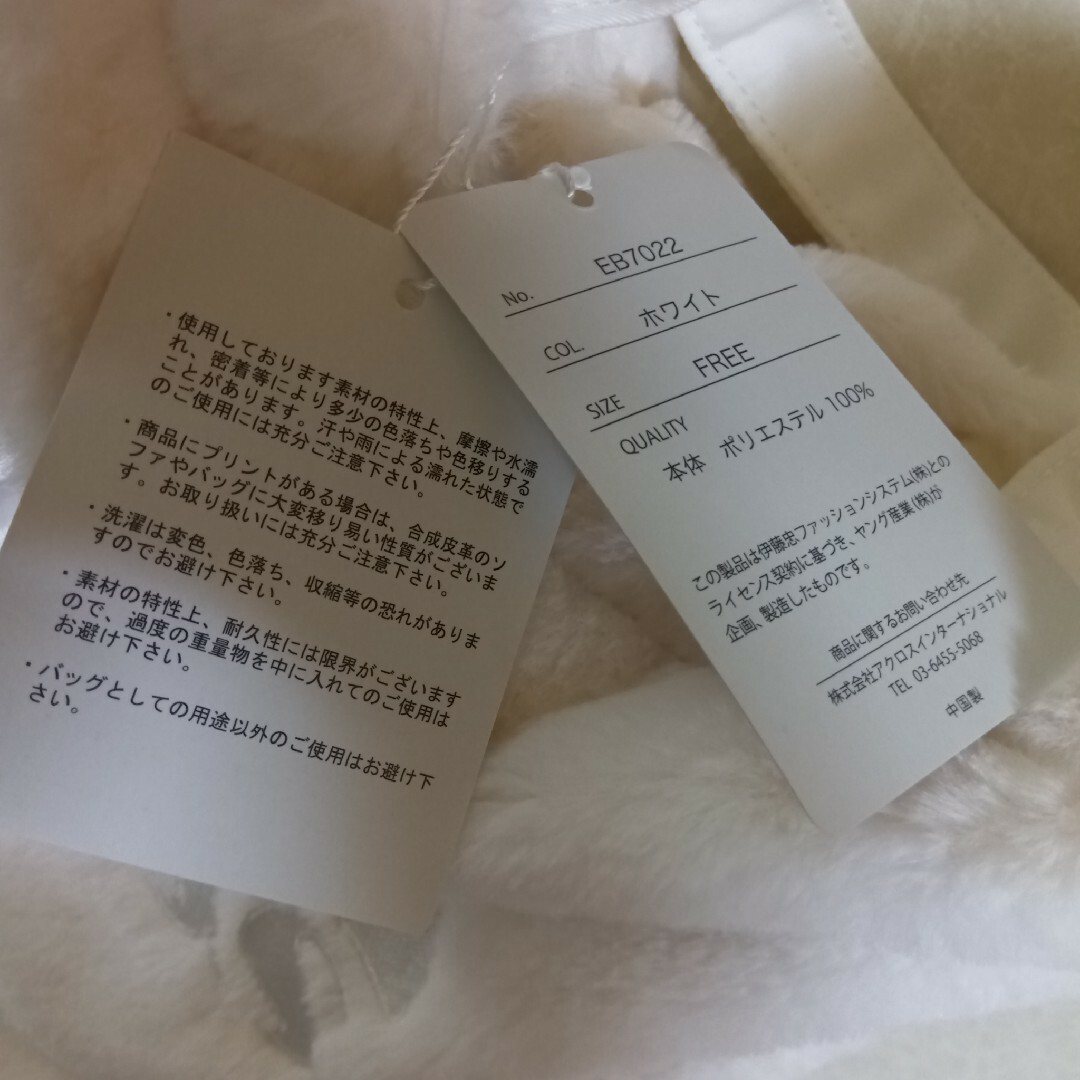 ・使用しております素材の特性上、摩擦や水濡
れ、密着等により多少の色落ちや色移りする
ことがあります。汗や雨による濡れた状態で
のご使用には充分ご注意下さい。
・商品にプリントがある場合は、合成皮革のソ
ファやバッグに大変移り易い性質がございま
す。お取り扱いには充分ご注意下さい。
・洗濯は変色、色落ち、収縮等の恐れがありま
すのでお避け下さい。
・素材の特性上、耐久性には限界がございます
ので、過度の重量物を中に入れてのご使用は
お避け下さい。
・バッグとしての用途以外のご使用はお避け下
さい。
No. EB7022
COL. ホワイト
SIZE FREE
QUALITY
本体 ポリエステル100%
この製品は伊藤忠ファッションシステム(株)との
ライセンス契約に基づき、ヤング産業(株)が
企画、製造したものです。
商品に関するお問い合わせ先
株式会社アクロスインターナショナル
TEL 03-6455-5068
中国製